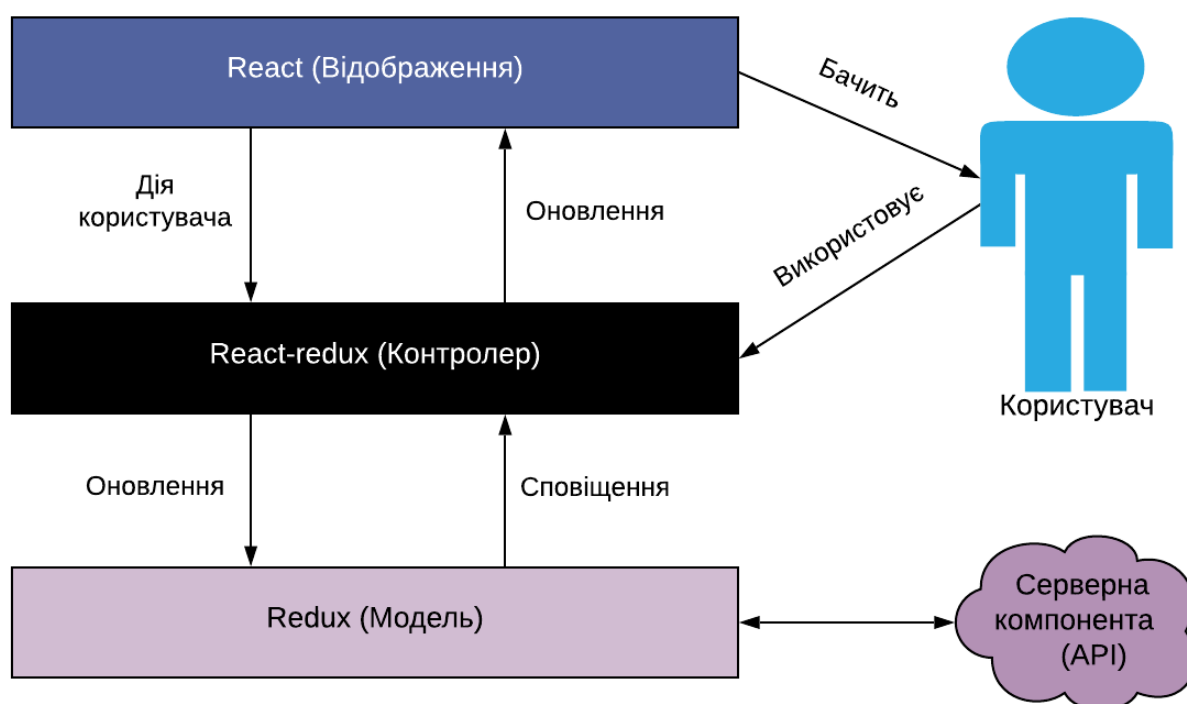 React (Відображення)
Бачить
Дія
користувача
Оновлення
Використовує
React-redux (Контролер)
Користувач
Оновлення
Сповіщення
Redux (Модель)
Серверна
компонента
(API)